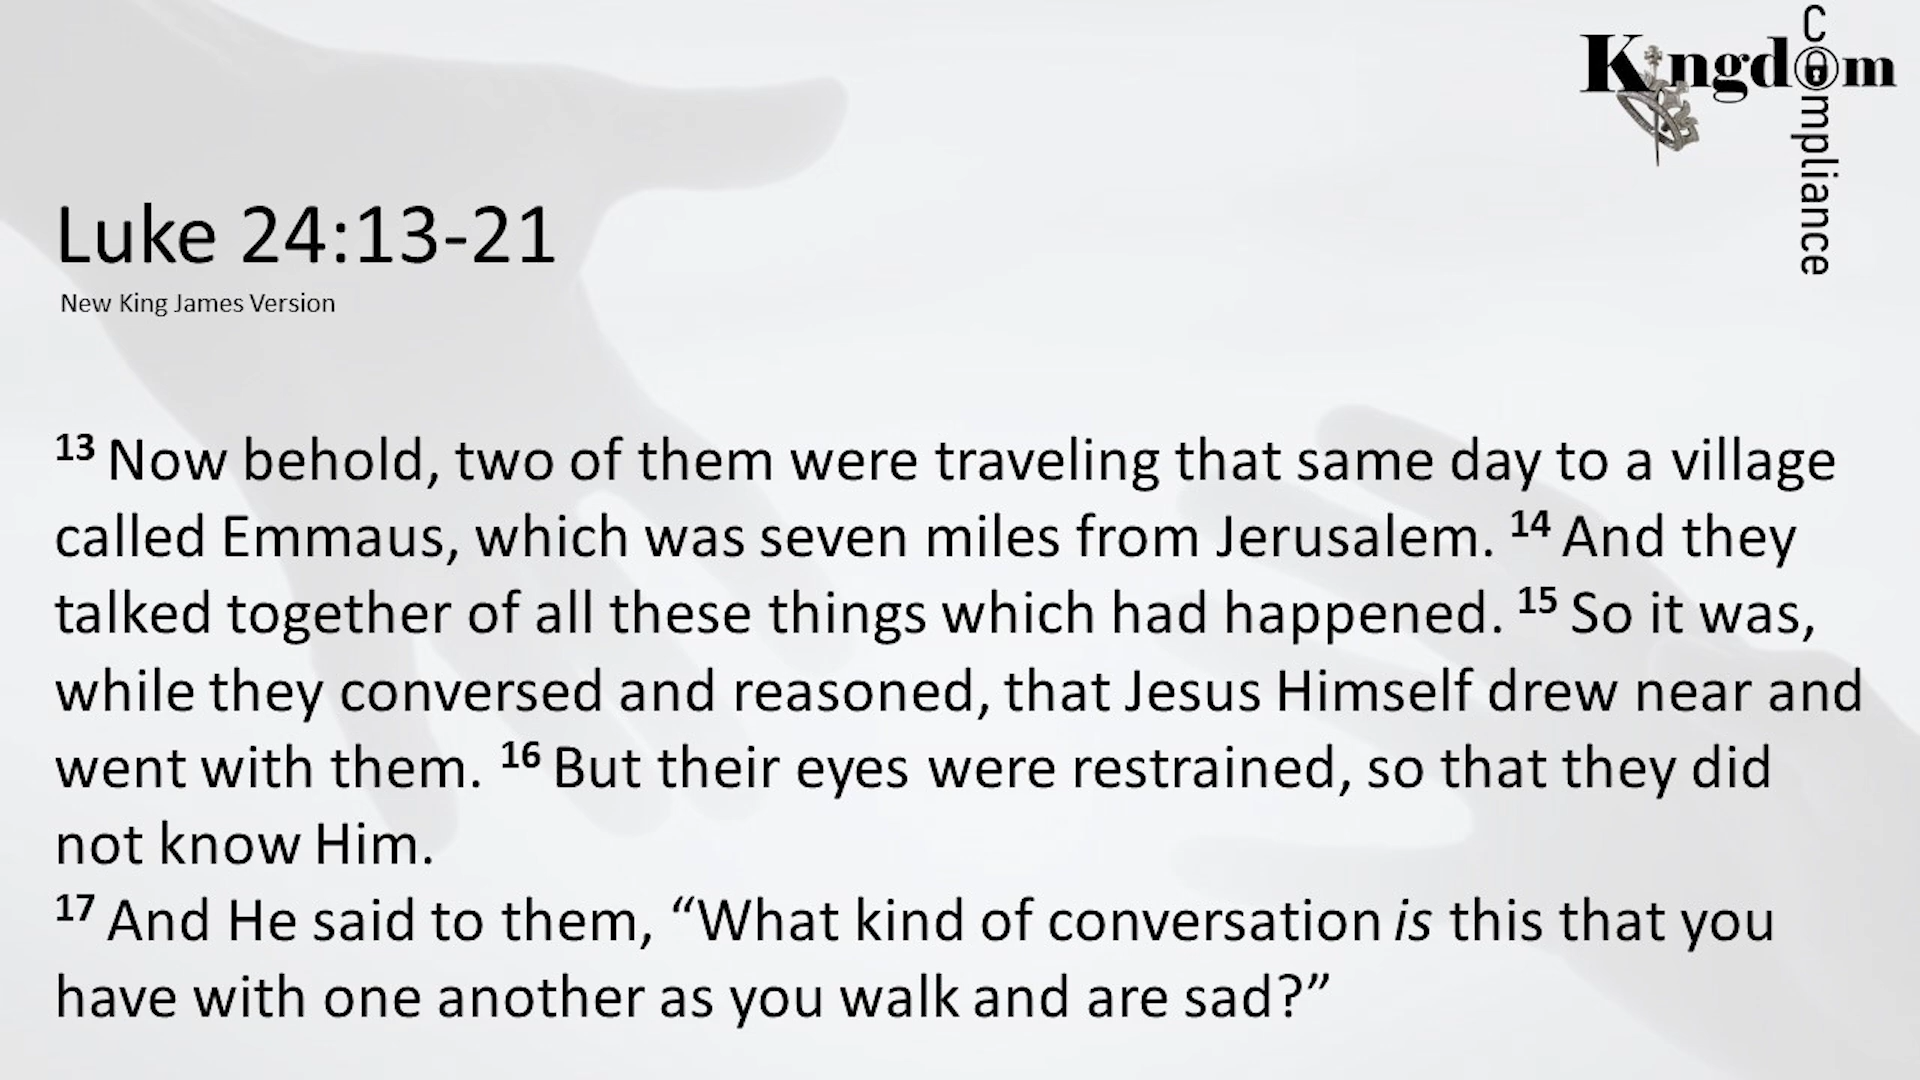 Kingdom
Compliance
Luke 24:13-21
New King James Version
13 Now behold, two of them were traveling that same day to a village
called Emmaus, which was seven miles from Jerusalem. 14 And they
talked together of all these things which had happened. 15 So it was,
while they conversed and reasoned, that Jesus Himself drew near and
went with them. 16 But their eyes were restrained, so that they did
not know Him.
17 And He said to them, “What kind of conversation is this that you
have with one another as you walk and are sad?”